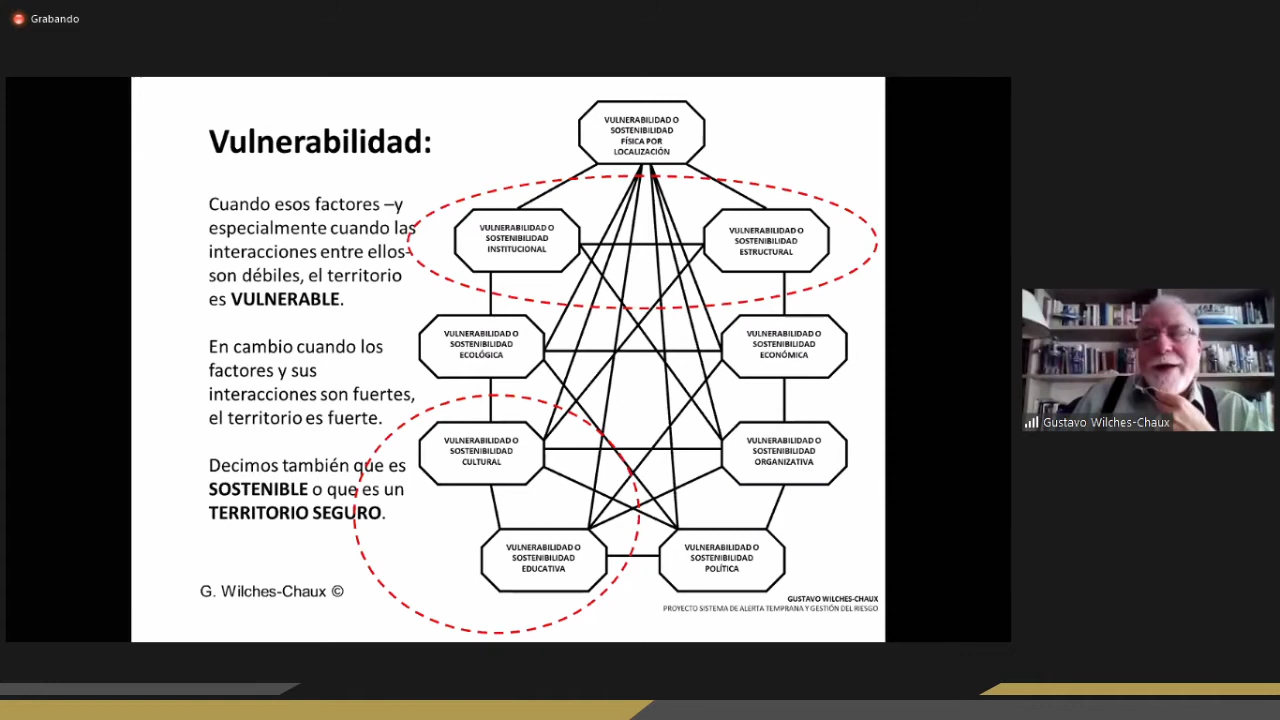 Grabando
Vulnerabilidad:
Cuando esos factores –y
especialmente cuando las
interacciones entre ellos-
son débiles, el territorio
es VULNERABLE.
En cambio cuando los
factores y sus
interacciones son fuertes,
el territorio es fuerte.
Decimos también que es
SOSTENIBLE o que es un
TERRITORIO SEGURO.
G. Wilches-Chaux ©
VULNERABILIDAD O
SOSTENIBILIDAD
FÍSICA POR
LOCALIZACIÓN
VULNERABILIDAD O
SOSTENIBILIDAD
INSTITUCIONAL
VULNERABILIDAD O
SOSTENIBILIDAD
ESTRUCTURAL
VULNERABILIDAD O
SOSTENIBILIDAD
ECOLÓGICA
VULNERABILIDAD O
SOSTENIBILIDAD
ECONÓMICA
VULNERABILIDAD O
SOSTENIBILIDAD
CULTURAL
VULNERABILIDAD O
SOSTENIBILIDAD
ORGANIZATIVA
VULNERABILIDAD O
SOSTENIBILIDAD
EDUCATIVA
VULNERABILIDAD O
SOSTENIBILIDAD
POLÍTICA
GUSTAVO WILCHES-CHAUX
PROYECTO SISTEMA DE ALERTA TEMPRANA Y GESTIÓN DEL RIESGO
Gustavo Wilches-Chaux